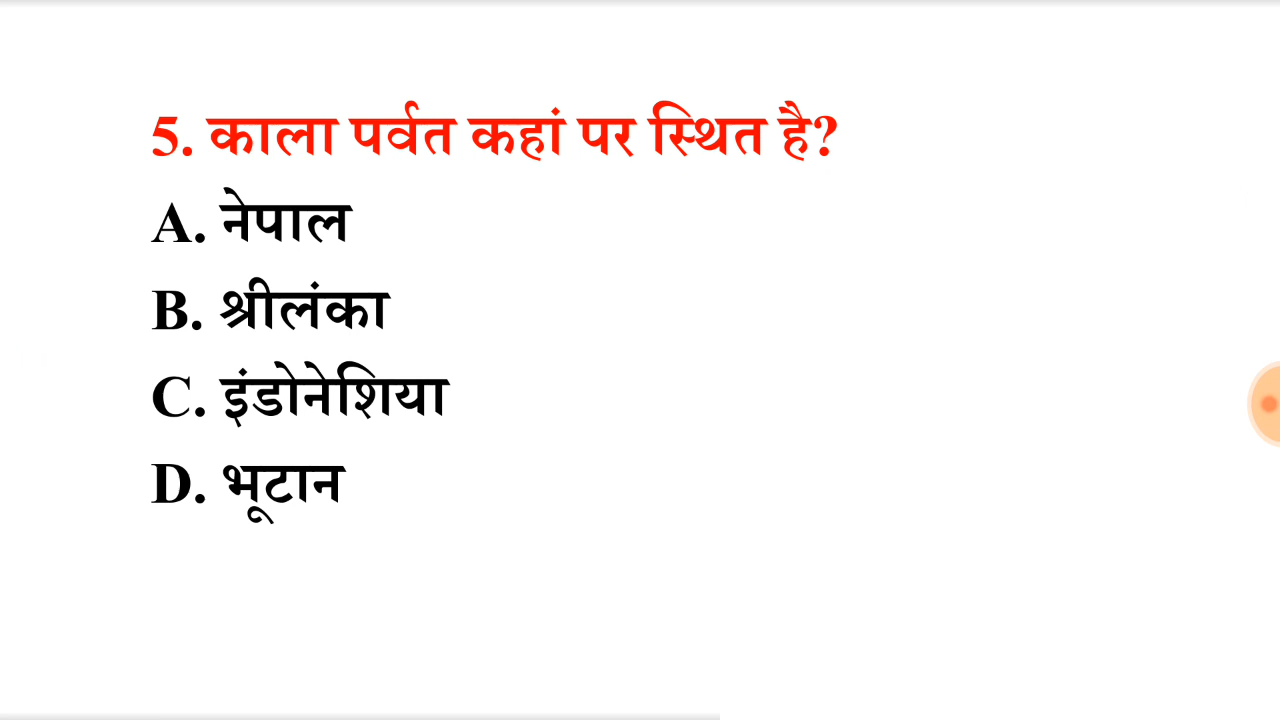 5. काला पर्वत कहां पर स्थित है?
A. नेपाल
B. श्रीलंका
C. इंडोनेशिया
D. भूटान